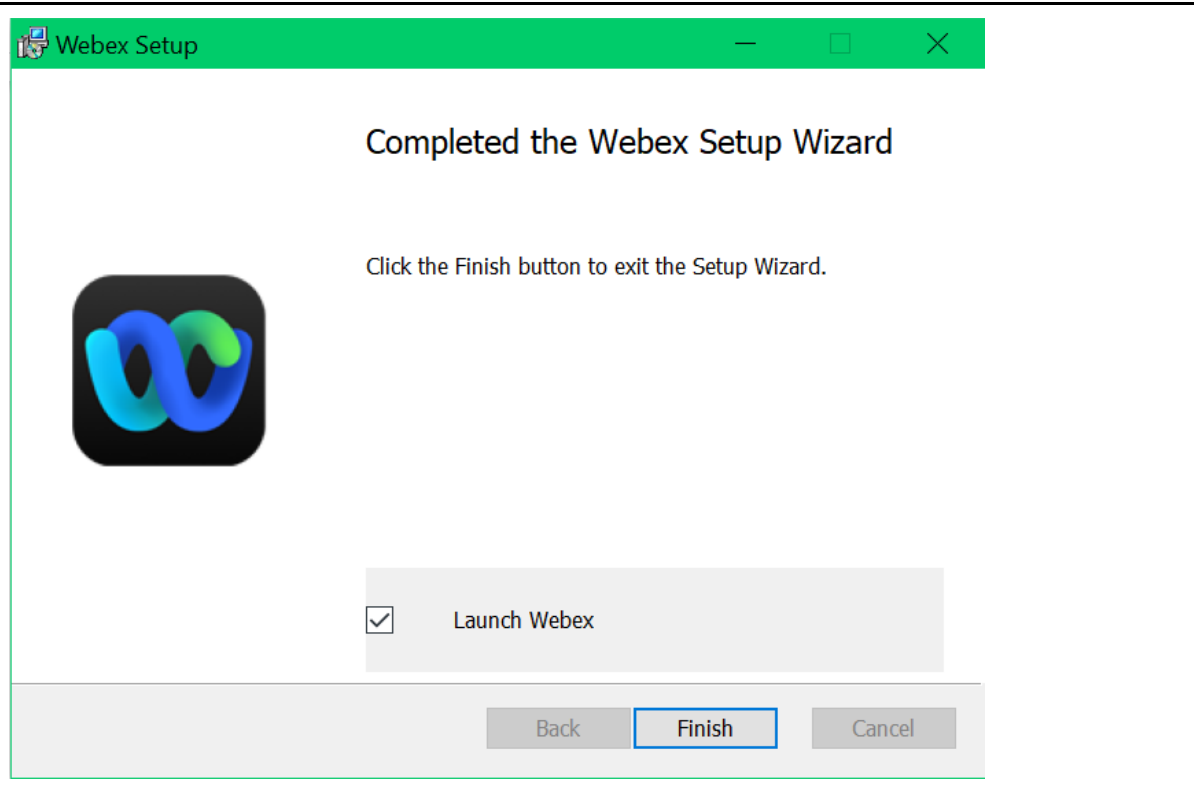 Webex Setup
Completed the Webex Setup Wizard
Click the Finish button to exit the Setup Wizard.
Launch Webex
Back
Finish
Cancel